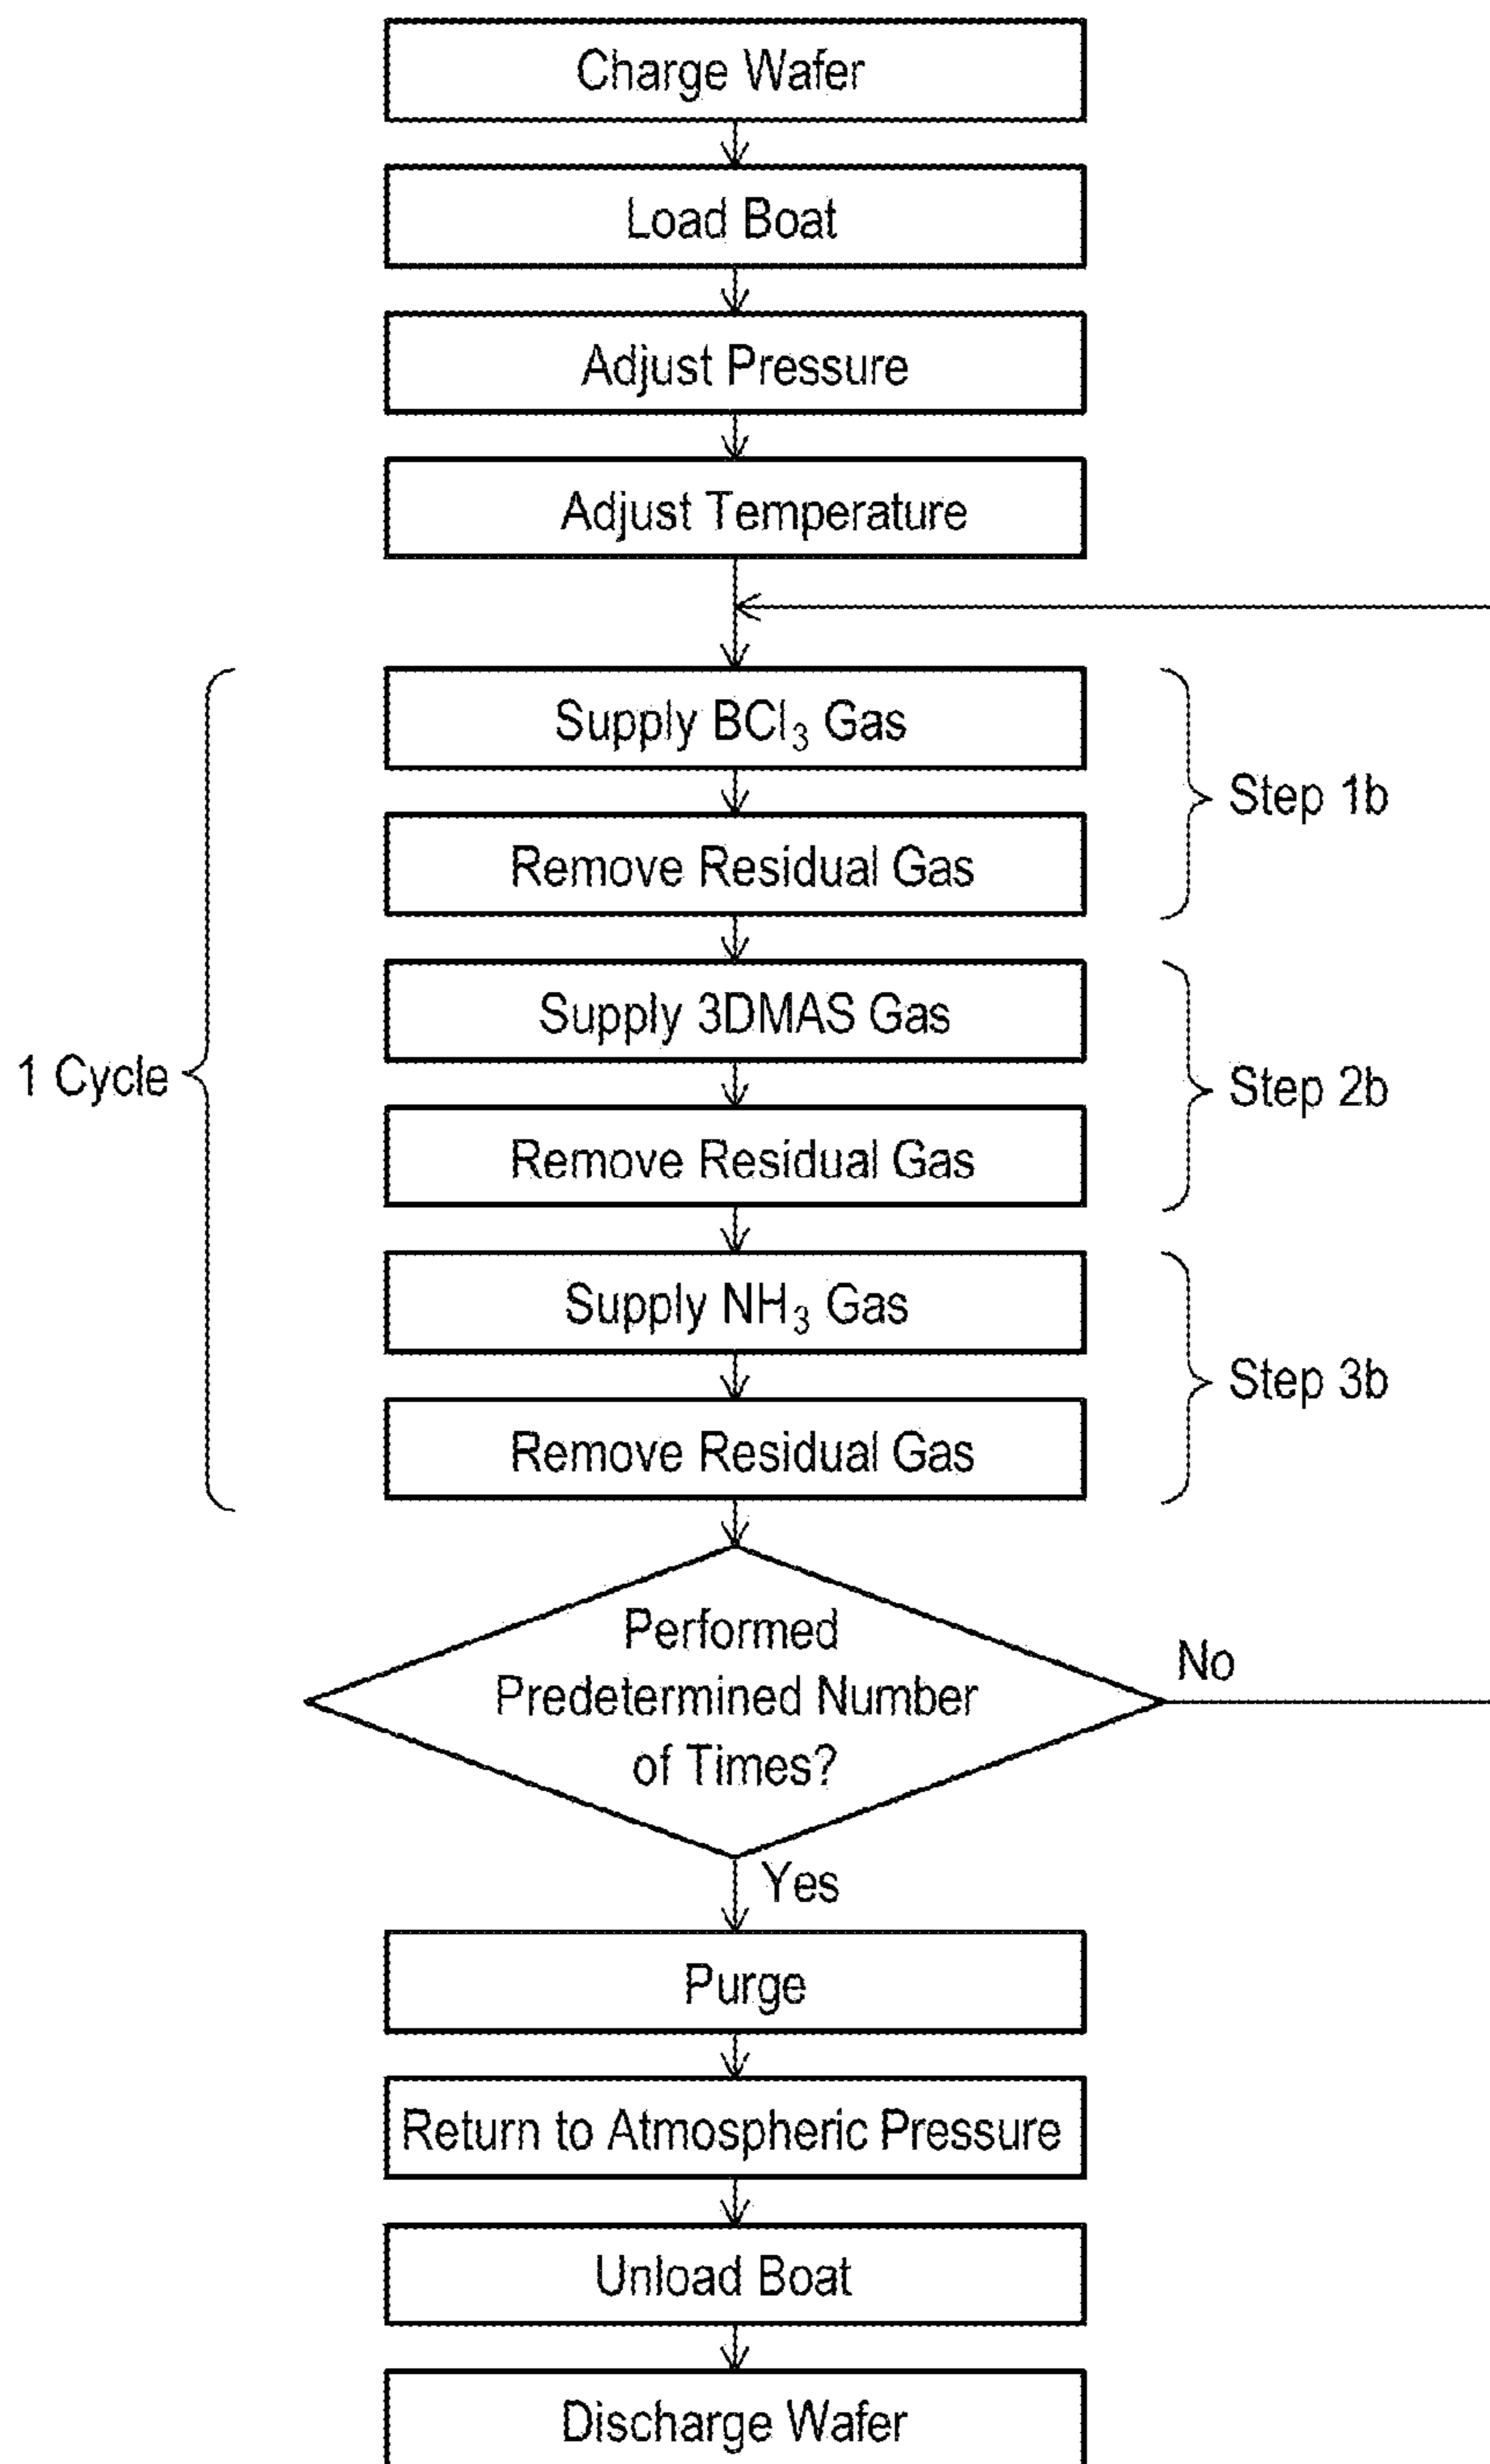 Charge Wafer
Load Boat
Adjust Pressure
Adjust Temperature
Supply BCl₃ Gas
Step 1b
Remove Residual Gas
Supply 3DMAS Gas
1 Cycle
Step 2b
Remove Residual Gas
Supply NH₃ Gas
Step 3b
Remove Residual Gas
Performed
Predetermined Number
of Times?
No
Yes
Purge
Return to Atmospheric Pressure
Unload Boat
Discharge Wafer